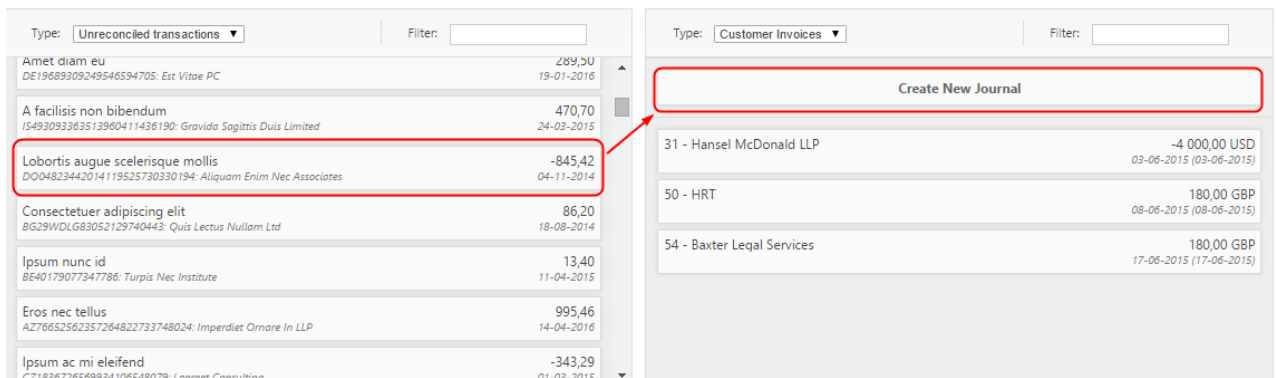 Type: Unreconciled transactions ▼ Filter:
Amet diam eu 289,50
DE19689309249546594705: Est Vitae PC 19-01-2016
A facilisis non bibendum 470,70
IS493093363513960411436190: Gravida Sagittis Duis Limited 24-03-2015
Lobortis augue scelerisque mollis -845,42
DO04823442014119525730330194: Aliquam Enim Nec Associates 04-11-2014
Consectetuer adipiscing elit 86,20
BG29WDLG83052129740443: Quis Lectus Nullam Ltd 18-08-2014
Ipsum nunc id 13,40
BE40179077347786: Turpis Nec Institute 11-04-2015
Eros nec tellus 995,46
AZ76652562357264822733748024: Imperdiet Ornare In LLP 14-04-2016
Ipsum ac mi eleifend -343,29
Laoreet Consulting 01-03-2015
Type: Customer Invoices ▼ Filter:
Create New Journal
31 - Hansel McDonald LLP -4 000,00 USD
03-06-2015 (03-06-2015)
50 - HRT 180,00 GBP
08-06-2015 (08-06-2015)
54 - Baxter Legal Services 180,00 GBP
17-06-2015 (17-06-2015)